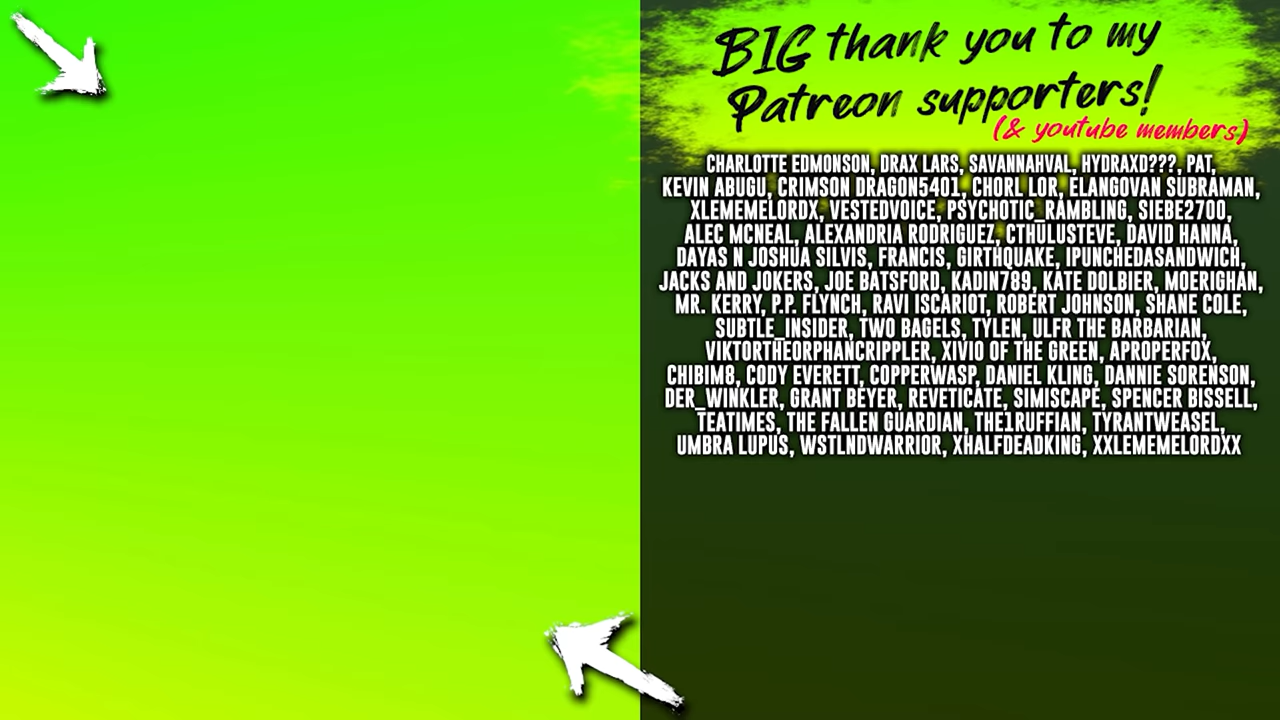 BIG thank you to my
Patreon supporters!
(& youtube members)
CHARLOTTE EDMONSON, DRAX LARS, SAVANNAHVAL, HYDRAXD???, PAT,
KEVIN ABUGU, CRIMSON DRAGON5401, CHORL LOR, ELANGOVAN SUBRAMAN,
XLEMEMELORDX, VESTEDVOICE, PSYCHOTIC_RAMBLING, SIEBE2700,
ALEC MCNEAL, ALEXANDRIA RODRIGUEZ, CTHULUSTEVE, DAVID HANNA,
DAYAS N JOSHUA SILVIS, FRANCIS, GIRTHQUAKE, IPUNCHEDASANDWICH,
JACKS AND JOKERS, JOE BATSFORD, KADIN789, KATE DOLBIER, MOERIGHAN,
MR. KERRY, P.P. FLYNCH, RAVI ISCARIOT, ROBERT JOHNSON, SHANE COLE,
SUBTLE_INSIDER, TWO BAGELS, TYLEN, ULFR THE BARBARIAN,
VIKTORTHEORPHANCRIPPLER, XIVIO OF THE GREEN, APROPERFOX,
CHIBIM8, CODY EVERETT, COPPERWASP, DANIEL KLING, DANNIE SORENSON,
DER_WINKLER, GRANT BEYER, REVETICATE, SIMISCAPE, SPENCER BISSELL,
TEATIMES, THE FALLEN GUARDIAN, THE1RUFFIAN, TYRANTWEASEL,
UMBRA LUPUS, WSTLNDWARRIOR, XHALFDEADKING, XXLEMEMELORDXX